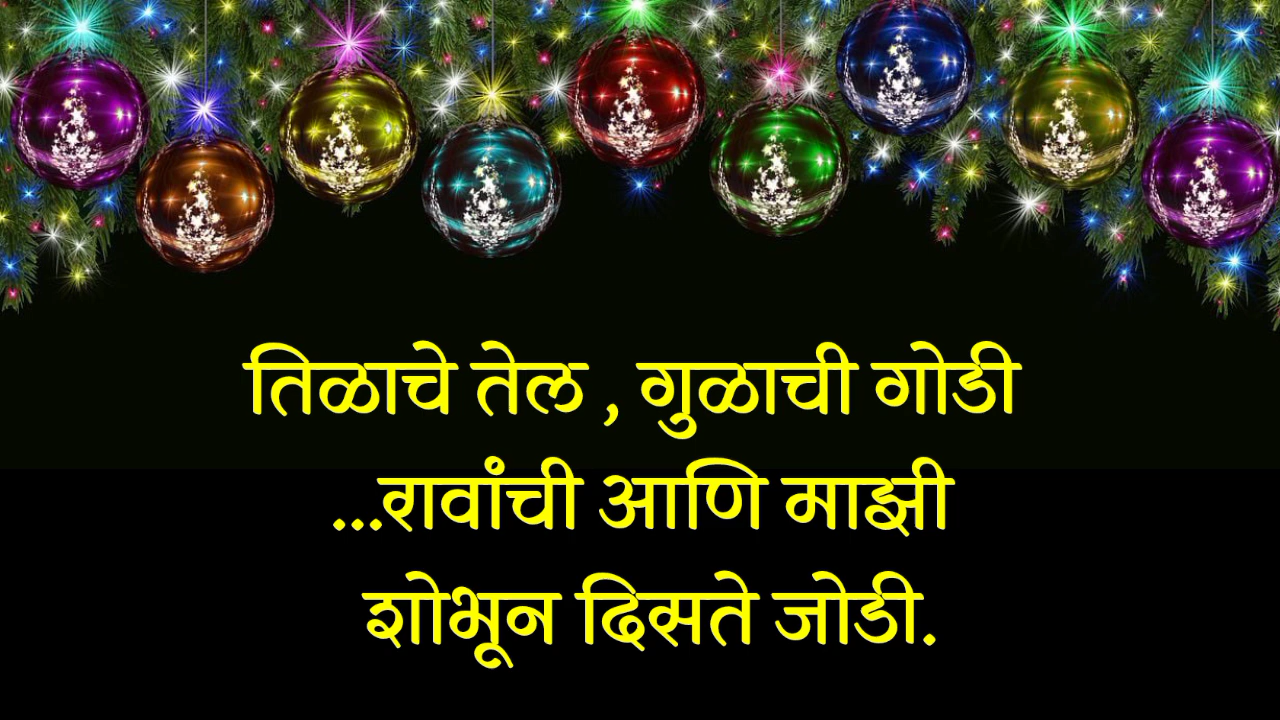 तिळाचे तेल , गुळाची गोडी
...रावांची आणि माझी
शोभून दिसते जोडी.